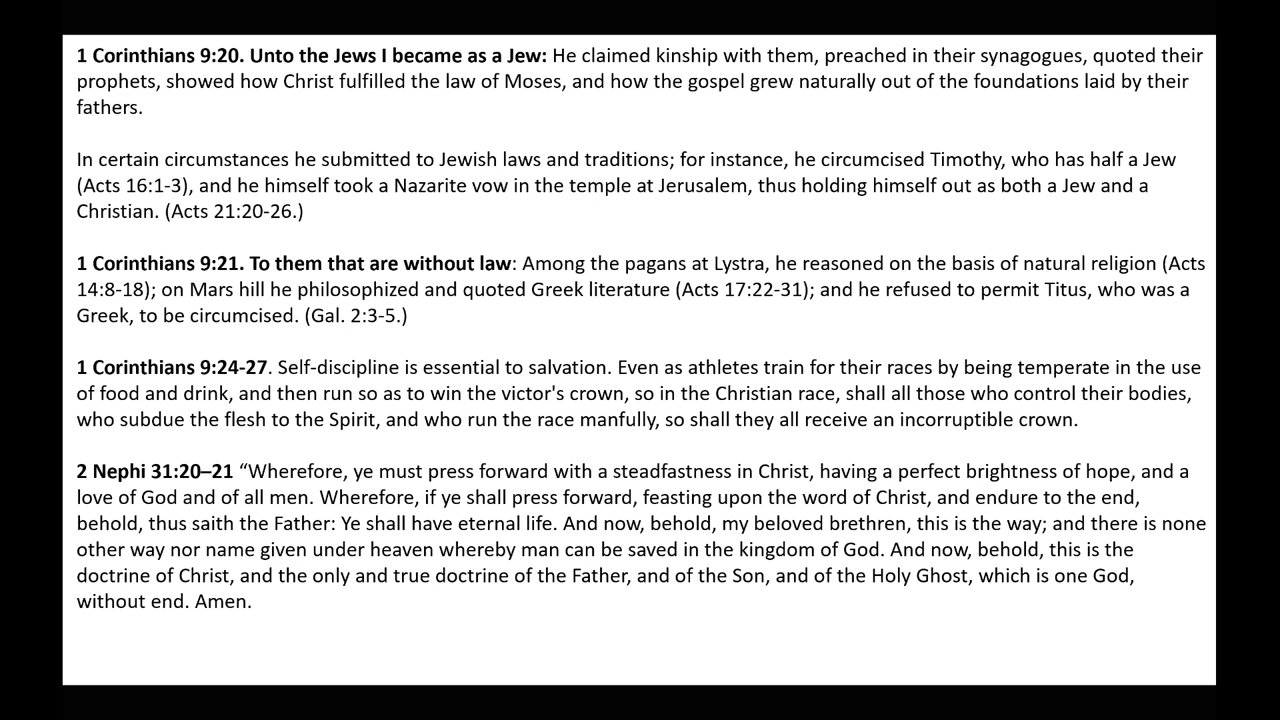 1 Corinthians 9:20. Unto the Jews I became as a Jew: He claimed kinship with them, preached in their synagogues, quoted their
prophets, showed how Christ fulfilled the law of Moses, and how the gospel grew naturally out of the foundations laid by their
fathers.
In certain circumstances he submitted to Jewish laws and traditions; for instance, he circumcised Timothy, who has half a Jew
(Acts 16:1-3), and he himself took a Nazarite vow in the temple at Jerusalem, thus holding himself out as both a Jew and a
Christian. (Acts 21:20-26.)
1 Corinthians 9:21. To them that are without law: Among the pagans at Lystra, he reasoned on the basis of natural religion (Acts
14:8-18); on Mars hill he philosophized and quoted Greek literature (Acts 17:22-31); and he refused to permit Titus, who was a
Greek, to be circumcised. (Gal. 2:3-5.)
1 Corinthians 9:24-27. Self-discipline is essential to salvation. Even as athletes train for their races by being temperate in the use
of food and drink, and then run so as to win the victor's crown, so in the Christian race, shall all those who control their bodies,
who subdue the flesh to the Spirit, and who run the race manfully, so shall they all receive an incorruptible crown.
2 Nephi 31:20–21 “Wherefore, ye must press forward with a steadfastness in Christ, having a perfect brightness of hope, and a
love of God and of all men. Wherefore, if ye shall press forward, feasting upon the word of Christ, and endure to the end,
behold, thus saith the Father: Ye shall have eternal life. And now, behold, my beloved brethren, this is the way; and there is none
other way nor name given under heaven whereby man can be saved in the kingdom of God. And now, behold, this is the
doctrine of Christ, and the only and true doctrine of the Father, and of the Son, and of the Holy Ghost, which is one God,
without end. Amen.